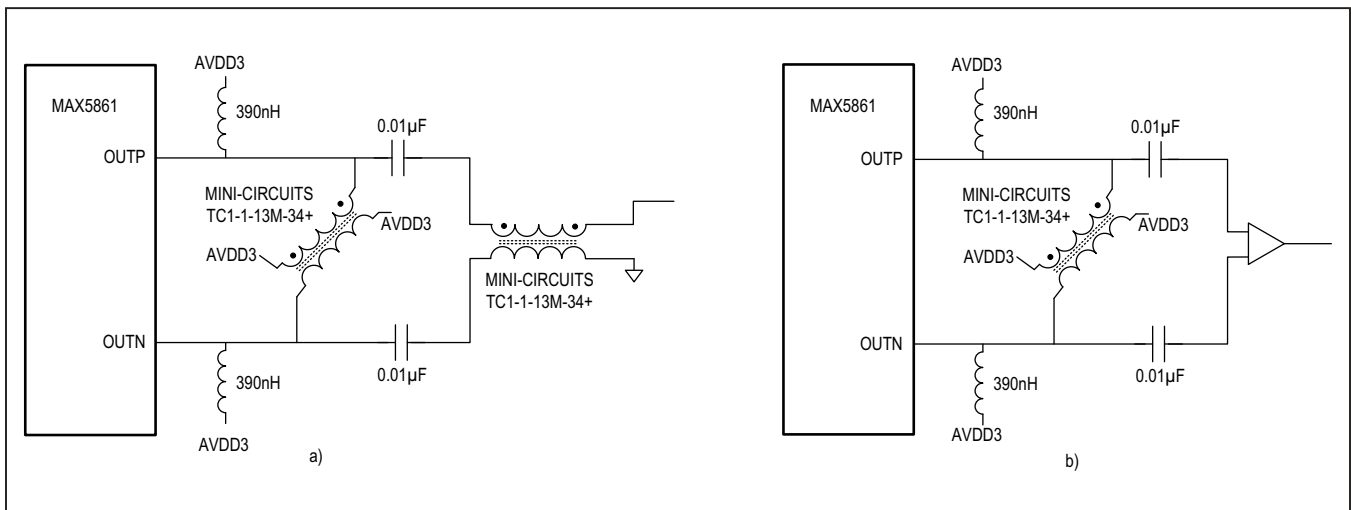 AVDD3
MAX5861
390nH
0.01µF
OUTP
MINI-CIRCUITS
TC1-1-13M-34+
AVDD3
AVDD3
MINI-CIRCUITS
TC1-1-13M-34+
OUTN
0.01µF
390nH
AVDD3
a)
AVDD3
MAX5861
390nH
0.01µF
OUTP
MINI-CIRCUITS
TC1-1-13M-34+
AVDD3
AVDD3
OUTN
0.01µF
390nH
AVDD3
b)